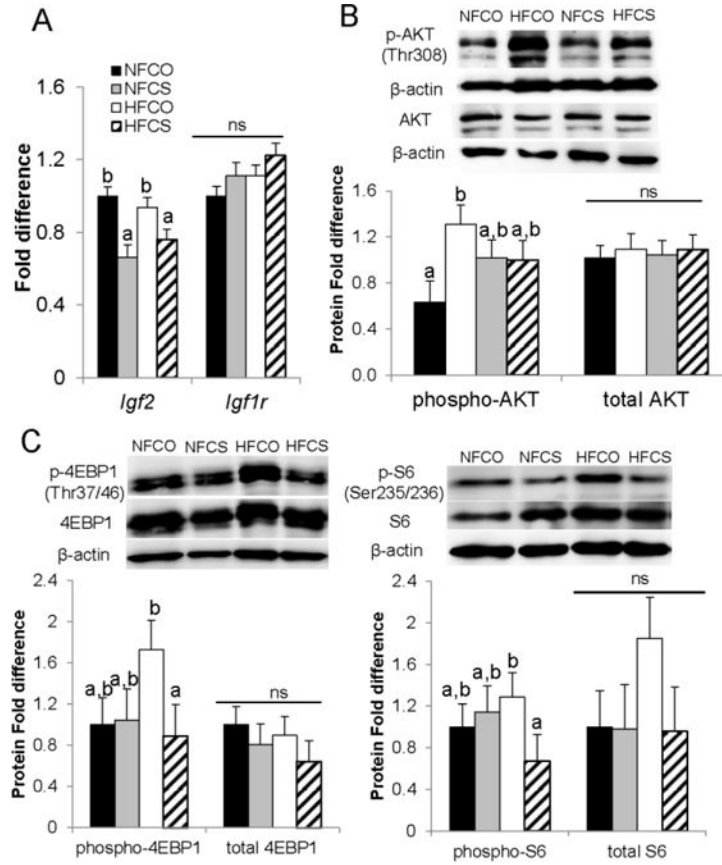 A
NFCO
NFCS
HFCO
HFCS
ns
Fold difference
1.6
1.2
0.8
0.4
0
b
a
b
a
Igf2
Igf1r
B
NFCO HFCO NFCS HFCS
p-AKT
(Thr308)
β-actin
AKT
β-actin
Protein Fold difference
1.6
1.2
0.8
0.4
0.0
a
b
a,b
a,b
ns
phospho-AKT
total AKT
C
NFCO NFCS HFCO HFCS
p-4EBP1
(Thr37/46)
4EBP1
β-actin
Protein Fold difference
2.4
2
1.6
1.2
0.8
0.4
0
a,b
a,b
b
a
ns
phospho-4EBP1
total 4EBP1
NFCO NFCS HFCO HFCS
p-S6
(Ser235/236)
S6
β-actin
Protein Fold difference
2.4
2
1.6
1.2
0.8
0.4
0
a,b
a,b
b
a
ns
phospho-S6
total S6